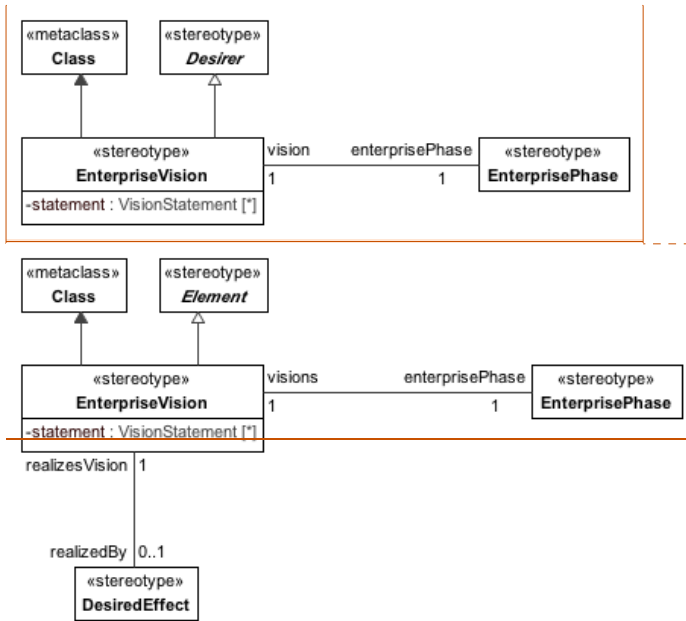 «metaclass»
Class
«stereotype»
Desirer
«stereotype»
EnterpriseVision
-statement : VisionStatement [*]
vision
1
enterprisePhase
1
«stereotype»
EnterprisePhase
«metaclass»
Class
«stereotype»
Element
«stereotype»
EnterpriseVision
-statement : VisionStatement [*]
visions
1
enterprisePhase
1
«stereotype»
EnterprisePhase
realizesVision
1
realizedBy
0..1
«stereotype»
DesiredEffect